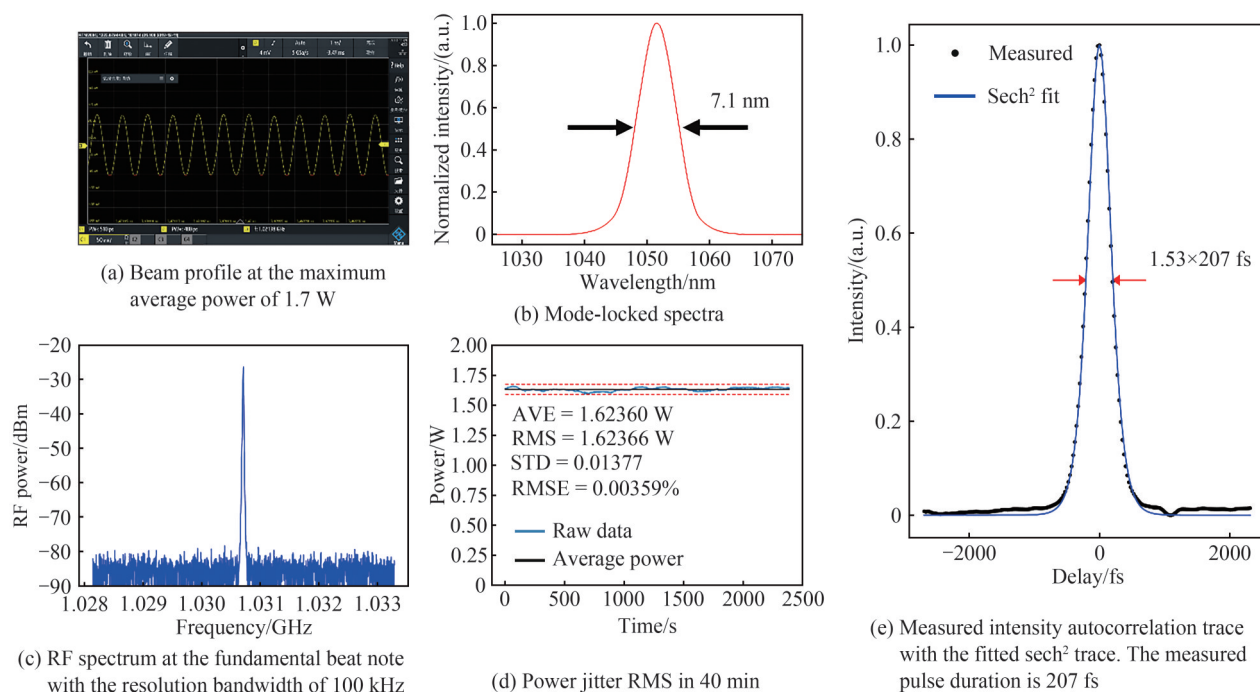 Help
(a) Beam profile at the maximum
average power of 1.7 W
(b)
Normalized intensity/(a.u.)
1.0
0.8
0.6
0.4
0.2
0
7.1 nm
1030 1040 1050 1060 1070
Wavelength/nm
(b) Mode-locked spectra
RF power/dBm
−20
−30
−40
−50
−60
−70
−80
−90
1.028 1.029 1.030 1.031 1.032 1.033
Frequency/GHz
(c) RF spectrum at the fundamental beat note
with the resolution bandwidth of 100 kHz
Power/W
2.00
1.75
1.50
1.25
1.00
0.75
0.50
0.25
0
AVE = 1.62360 W
RMS = 1.62366 W
STD = 0.01377
RMSE = 0.00359%
Raw data
Average power
0 500 1000 1500 2000 2500
Time/s
(d) Power jitter RMS in 40 min
Intensity/(a.u.)
1.0
0.8
0.6
0.4
0.2
0
Measured
Sech² fit
1.53×207 fs
−2000 0 2000
Delay/fs
(e) Measured intensity autocorrelation trace
with the fitted sech² trace. The measured
pulse duration is 207 fs